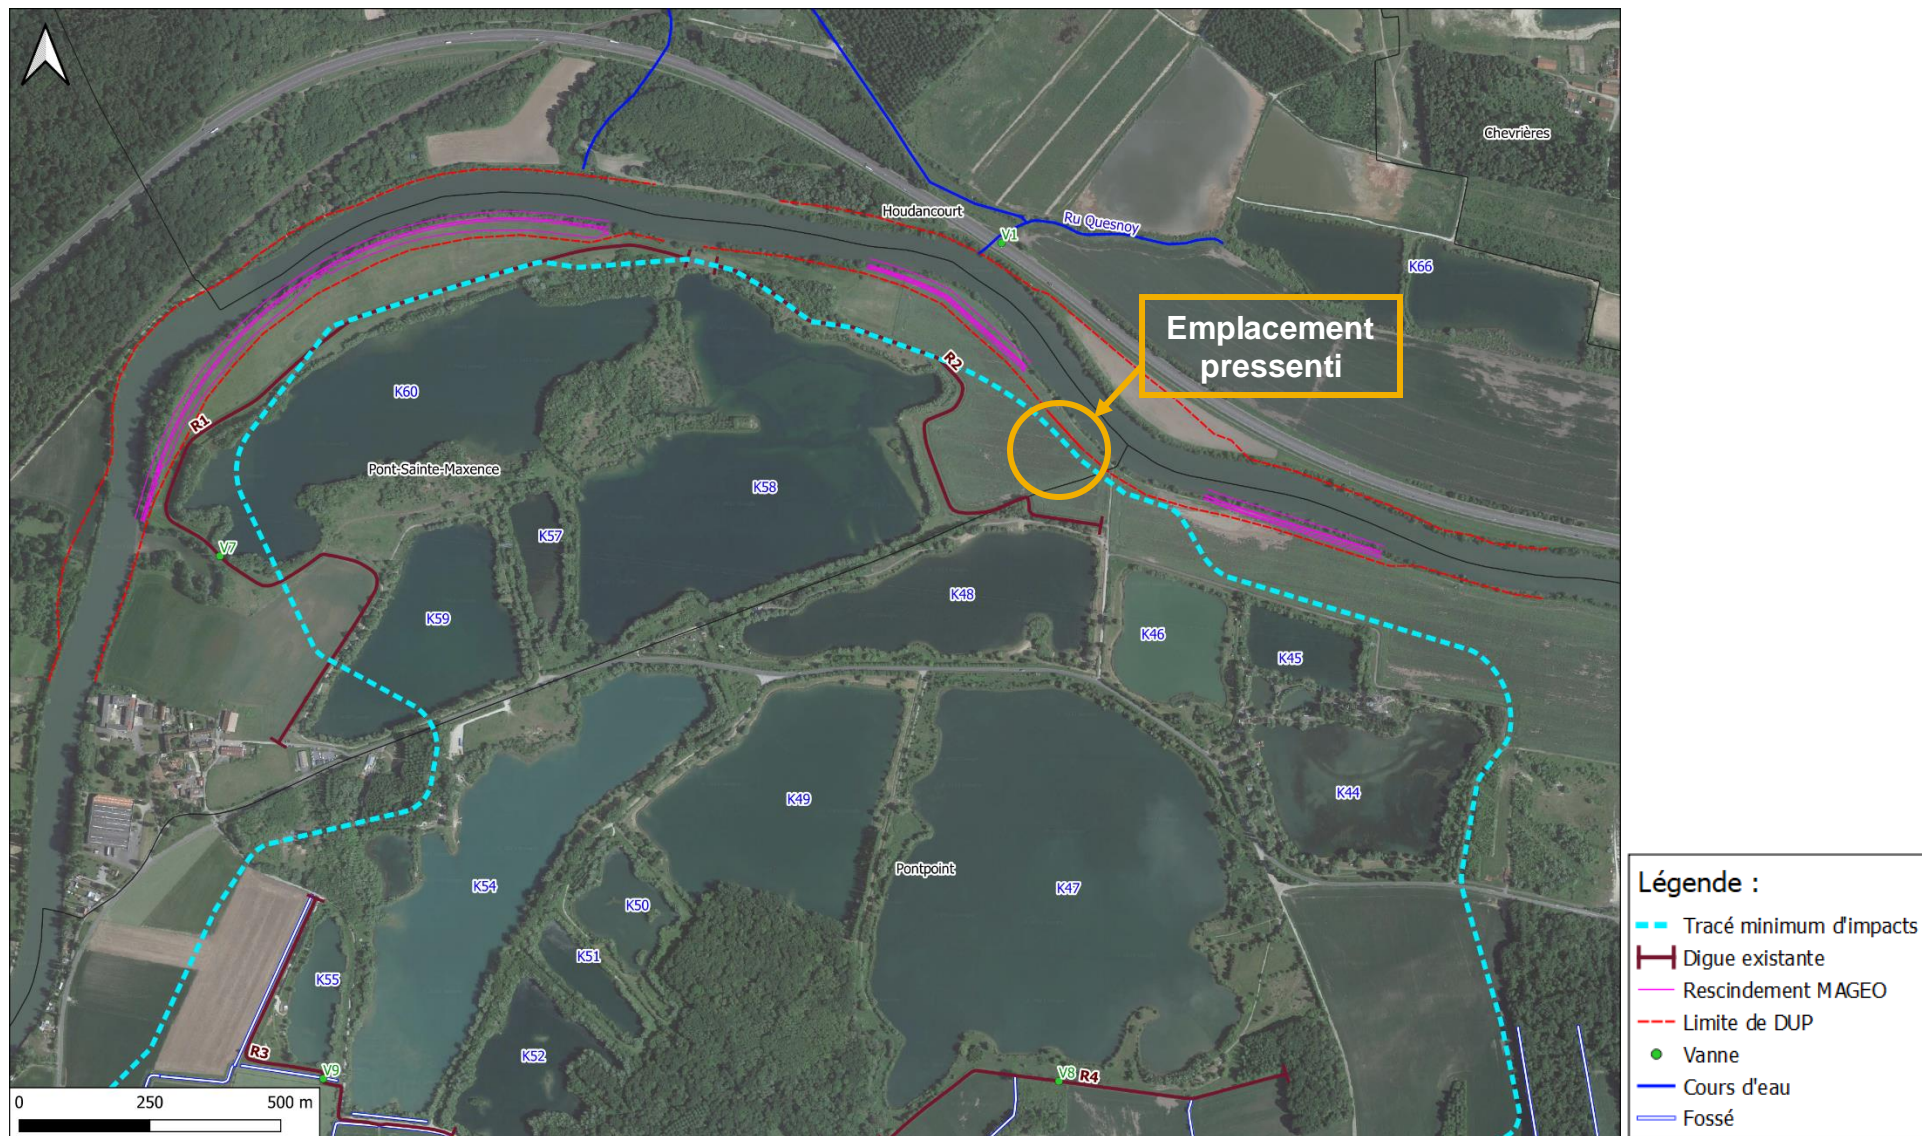 Chevrières
Houdancourt
Ru Quesnoy
V1
K66
Emplacement
pressenti
R2
K60
R1
Pont-Sainte-Maxence
K58
K57
V7
K48
K59
K46
K45
K44
K49
Pontpoint
K54
K47
K50
K51
K55
K52
R3
V9
V8
R4
0 250 500 m
Légende :
Tracé minimum d'impacts
Digue existante
Rescindement MAGEO
Limite de DUP
Vanne
Cours d'eau
Fossé